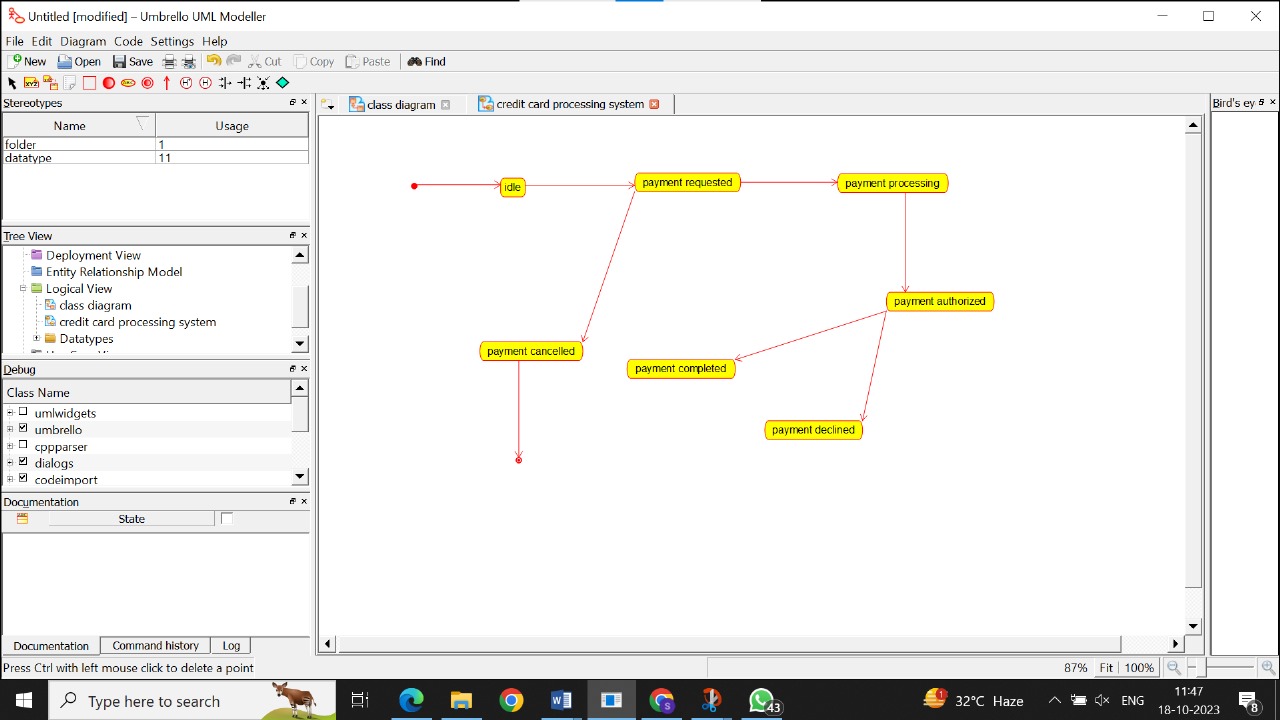 Untitled [modified] – Umbrello UML Modeller
File Edit Diagram Code Settings Help
New Open Save Cut Copy Paste Find
XYZ
Stereotypes
Name Usage
folder 1
datatype 11
Tree View
Deployment View
Entity Relationship Model
Logical View
class diagram
credit card processing system
Datatypes
Debug
Class Name
umlwidgets
umbrello
cppparser
dialogs
codeimport
Documentation
State
Documentation Command history Log
Press Ctrl with left mouse click to delete a point
class diagram credit card processing system
Bird's ey
idle
payment requested
payment processing
payment authorized
payment cancelled
payment completed
payment declined
87% Fit 100%
Type here to search
43
1
32°C Haze
ENG
11:47
18-10-2023
8